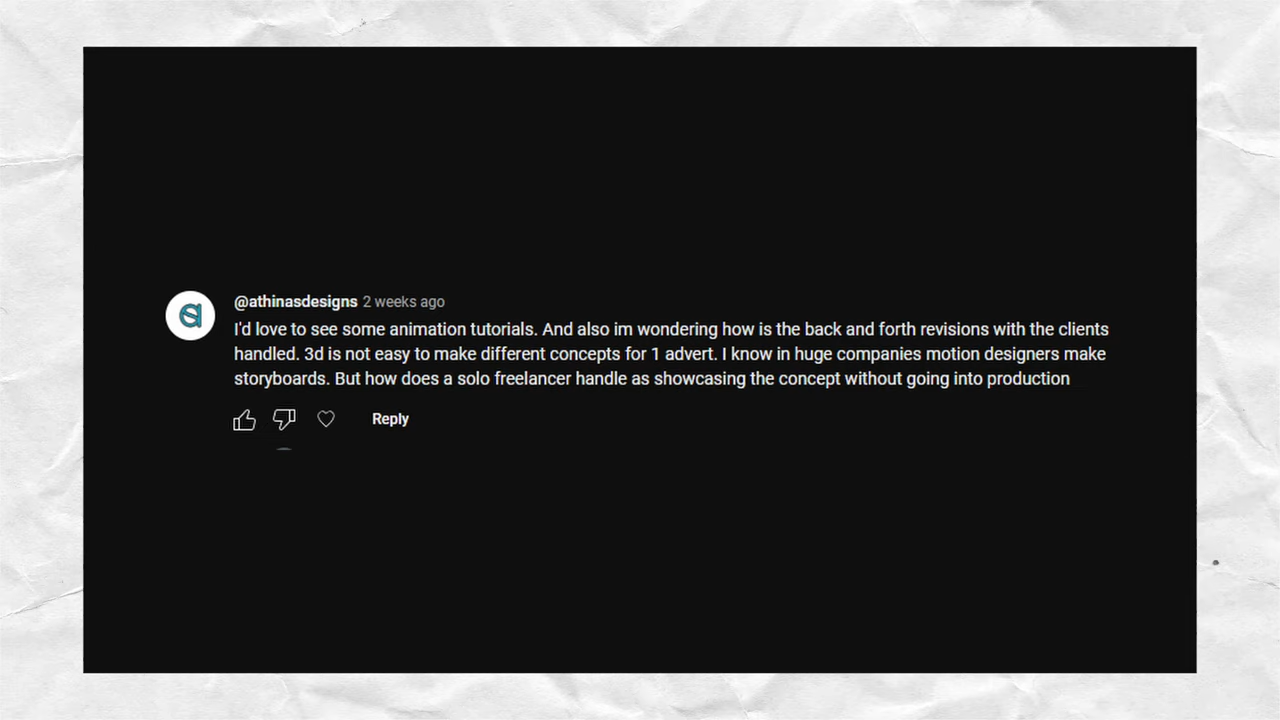 @athinasdesigns 2 weeks ago
I'd love to see some animation tutorials. And also im wondering how is the back and forth revisions with the clients
handled. 3d is not easy to make different concepts for 1 advert. I know in huge companies motion designers make
storyboards. But how does a solo freelancer handle as showcasing the concept without going into production
Reply